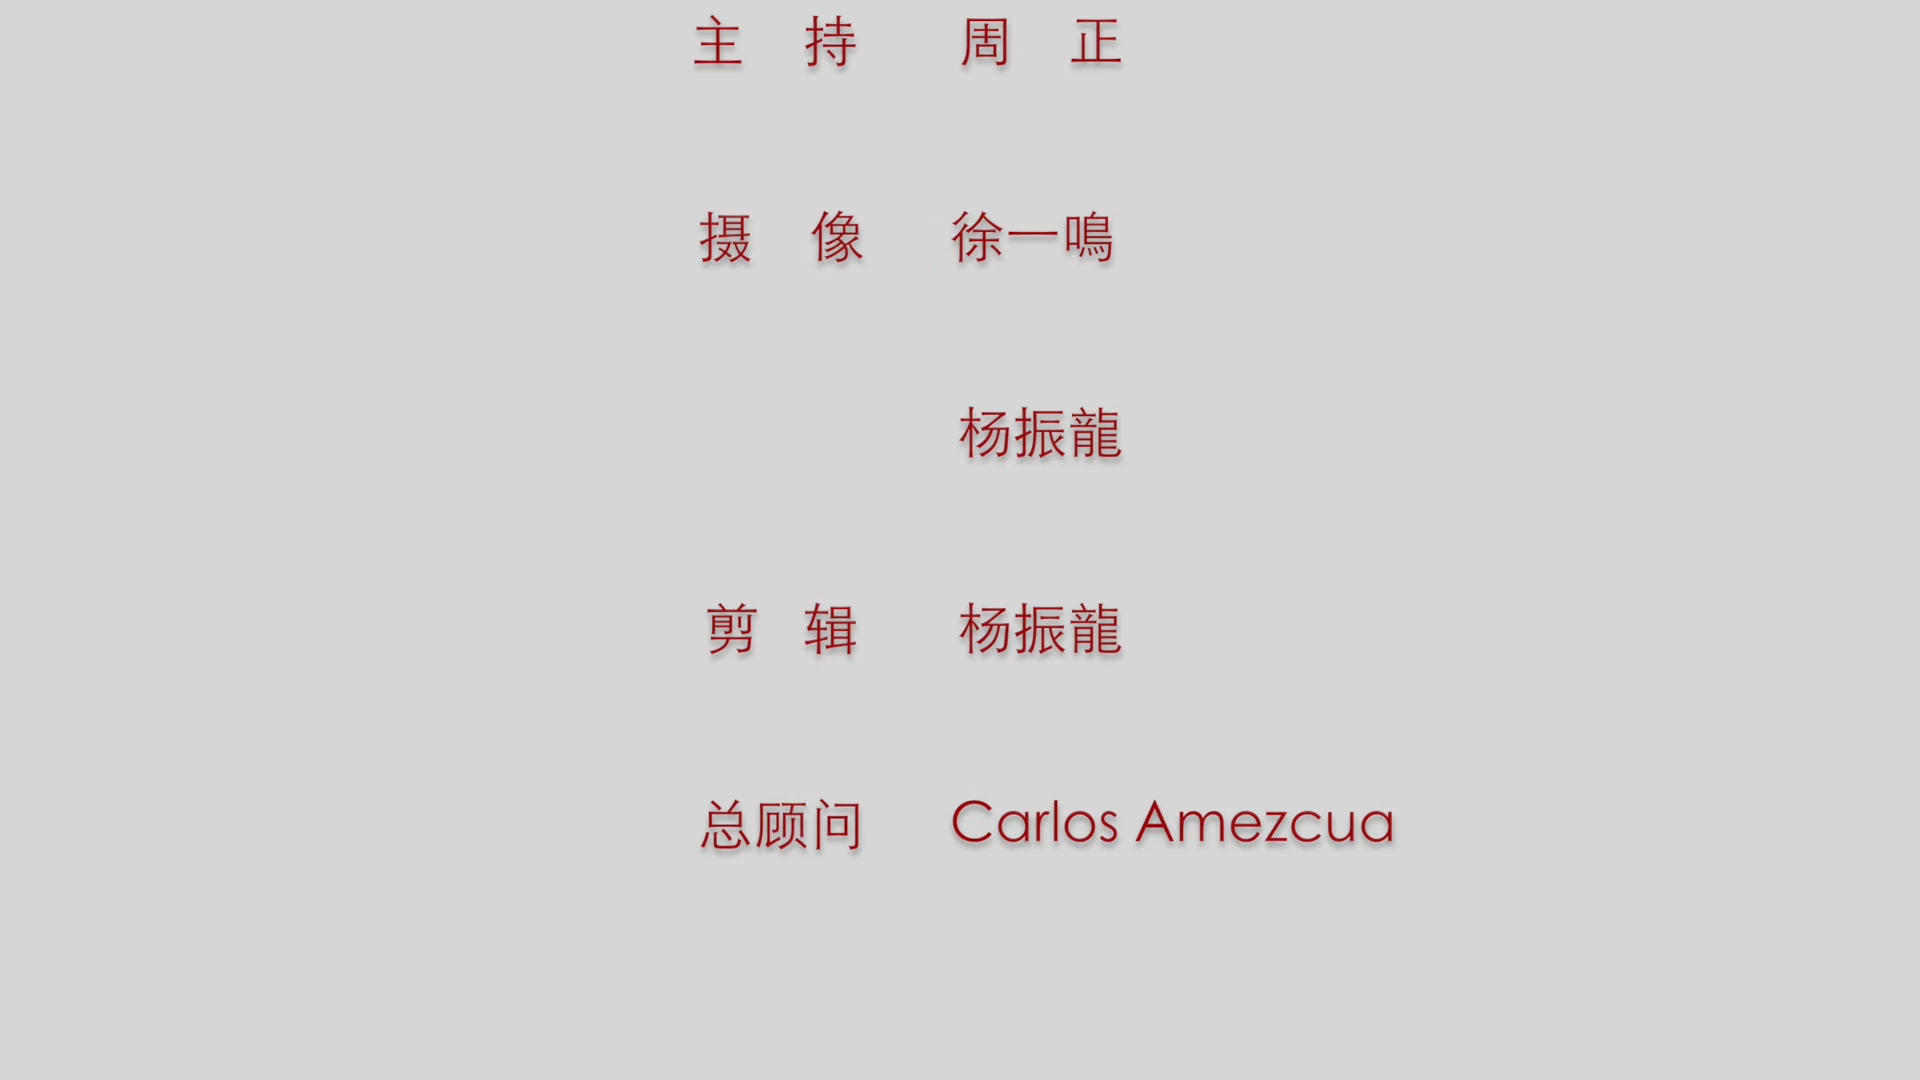 主 持 周 正
摄 像 徐一鳴
杨振龍
剪 辑 杨振龍
总顾问 Carlos Amezcua